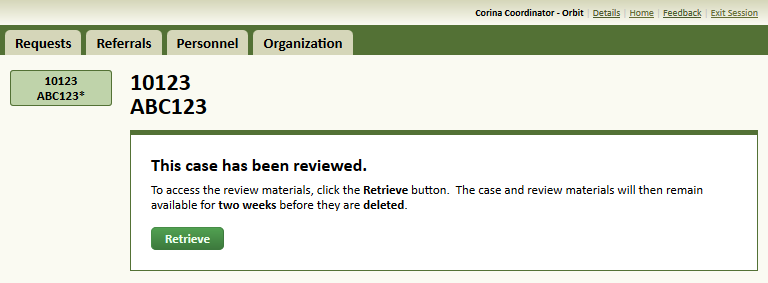 Corina Coordinator - Orbit | Details | Home | Feedback | Exit Session
Requests Referrals Personnel Organization
10123
ABC123*
10123
ABC123
This case has been reviewed.
To access the review materials, click the Retrieve button. The case and review materials will then remain
available for two weeks before they are deleted.
Retrieve